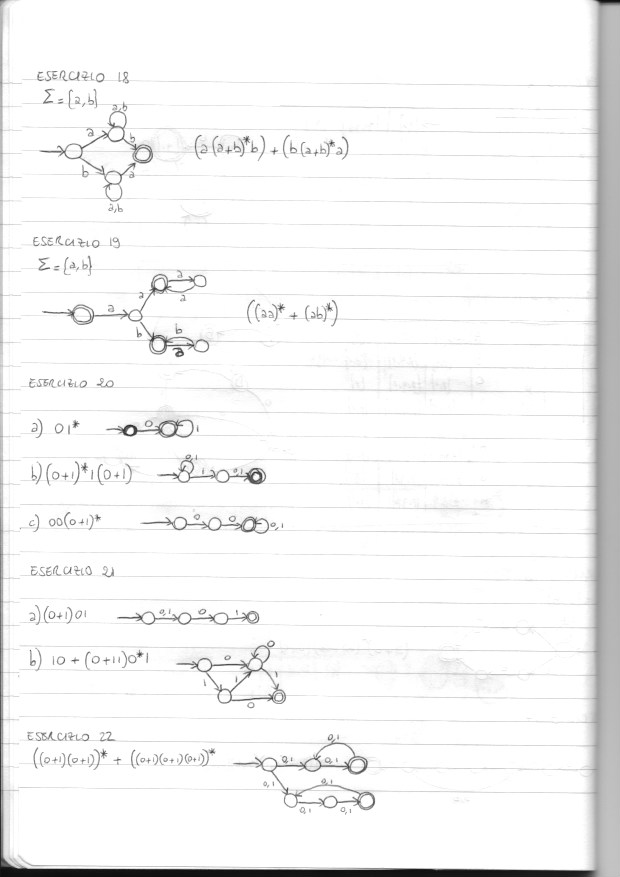 ESERCIZIO 18
Σ={a,b}
a,b
a b
(a(a+b)*b) + (b(a+b)*a)
b a
a,b
ESERCIZIO 19
Σ={a,b}
a
a a
a
((aa)* + (ab)*)
b b
a
ESERCIZIO 20
a) 01* 0 1
0,1
b) (0+1)*1(0+1) 1 0,1
c) 00(0+1)* 0 0 0,1
ESERCIZIO 21
a) (0+1)01 0,1 0 1
0
b) 10 + (0+11)0*1 0
1 1 1
0
ESERCIZIO 22
0,1
((0+1)(0+1))* + ((0+1)(0+1)(0+1))* 0,1 0,1
0,1 0,1
0,1 0,1